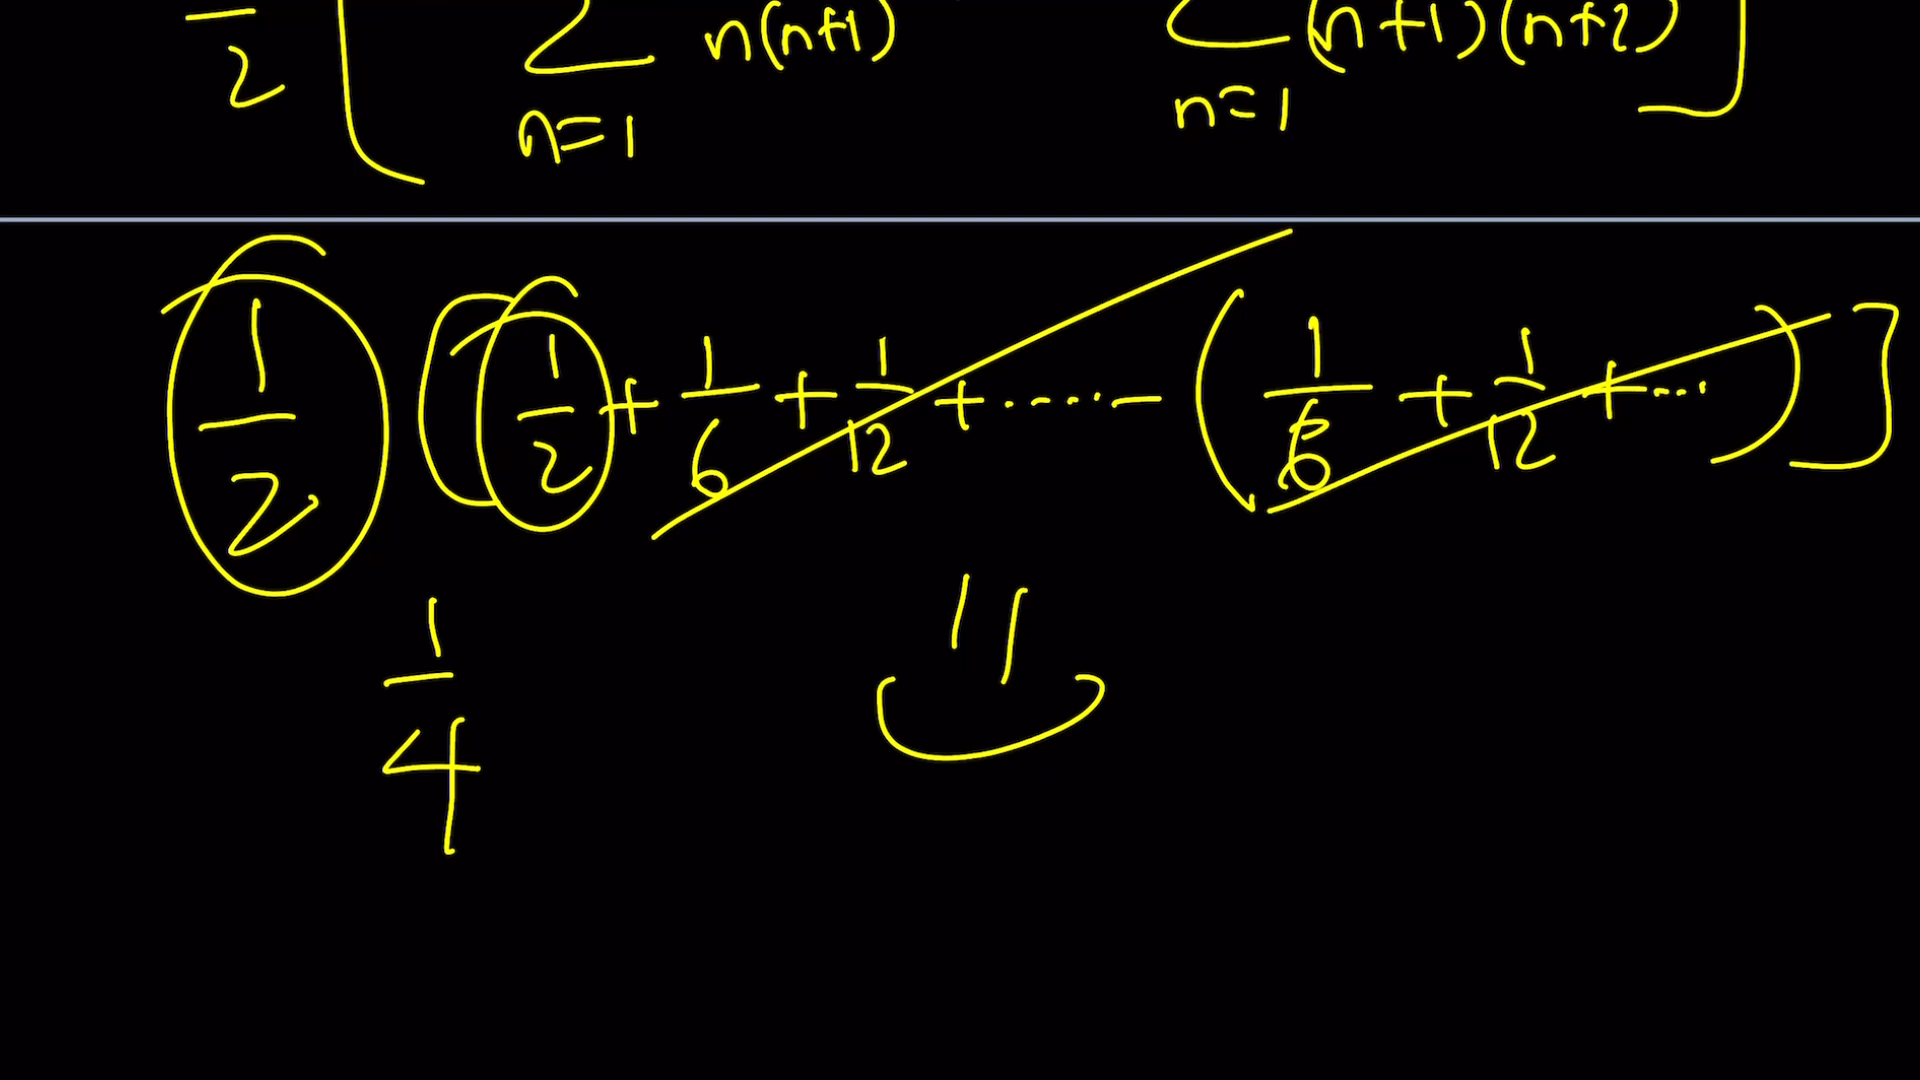 — 2 [ ∑ n=1 n(n+1) ∑ n=1 (n+1)(n+2) ]
1/2 [ 1/2 + 1/6 + 1/12 + ..... - ( 1/6 + 1/12 + ... ) ]
1/4